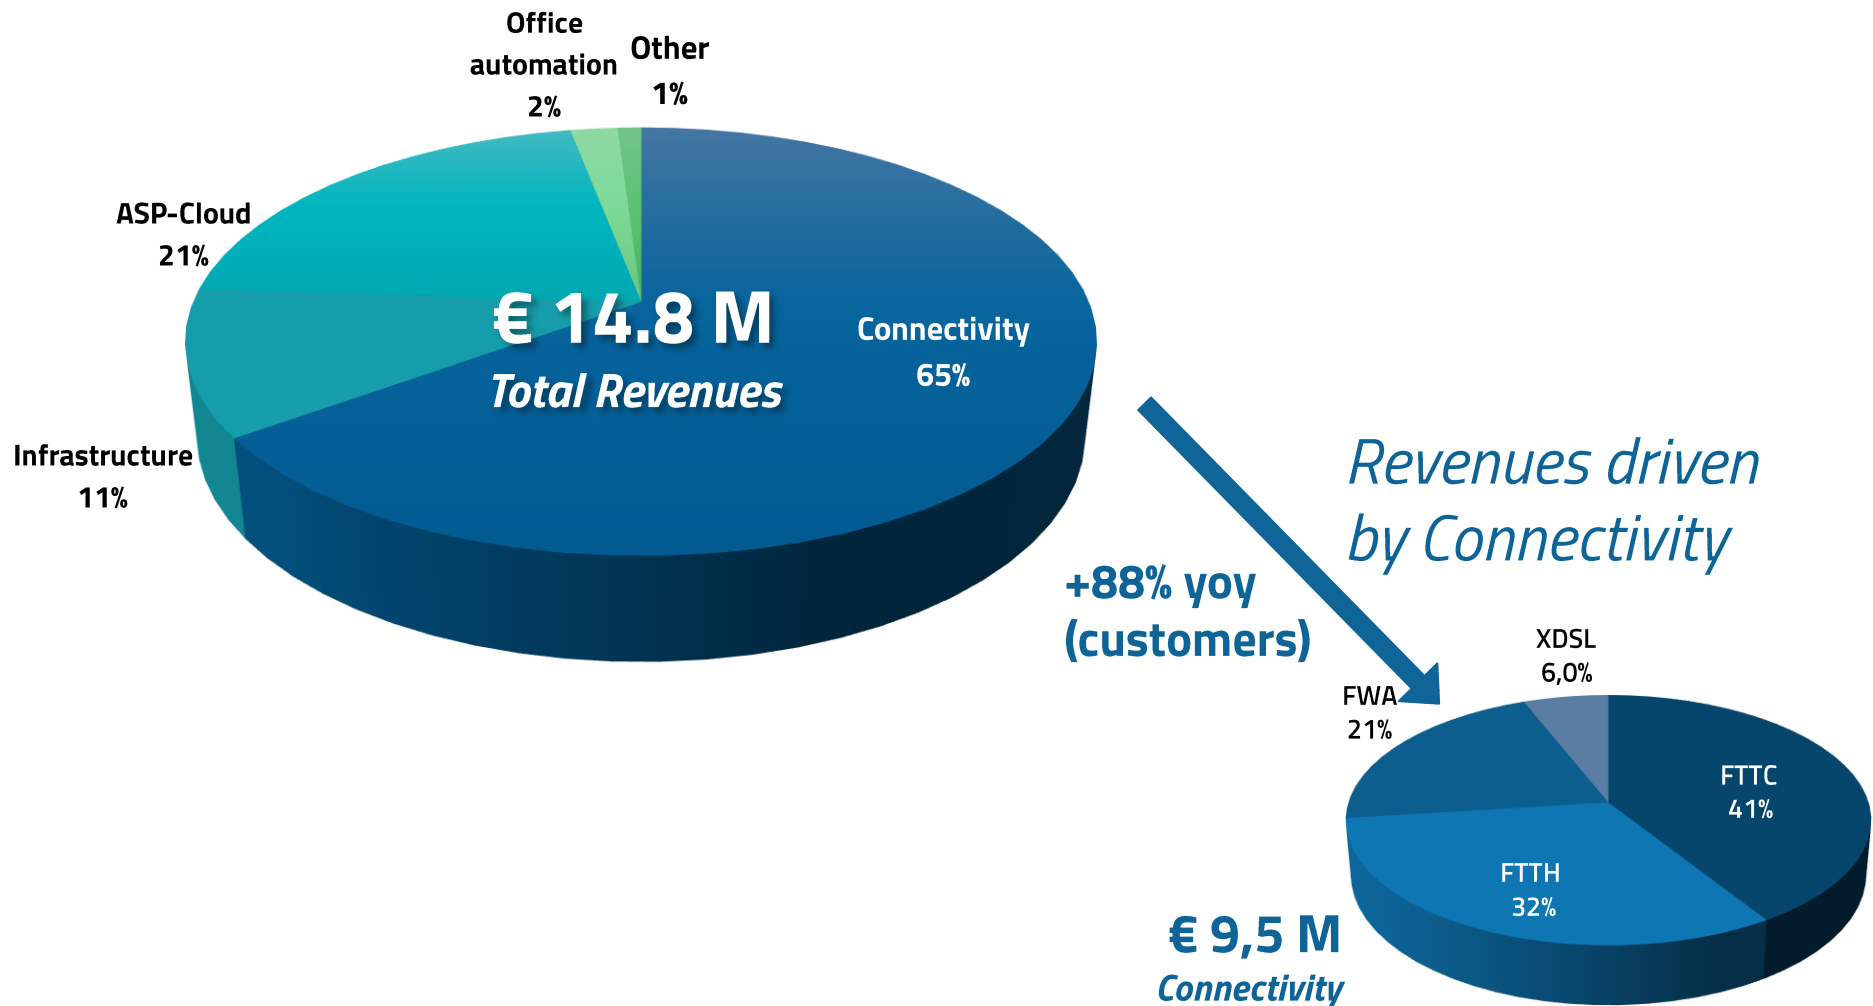 Office
automation
2%
Other
1%
ASP-Cloud
21%
€ 14.8 M
Total Revenues
Connectivity
65%
Infrastructure
11%
Revenues driven
by Connectivity
+88% yoy
(customers)
XDSL
6,0%
FWA
21%
FTTC
41%
FTTH
32%
€ 9,5 M
Connectivity